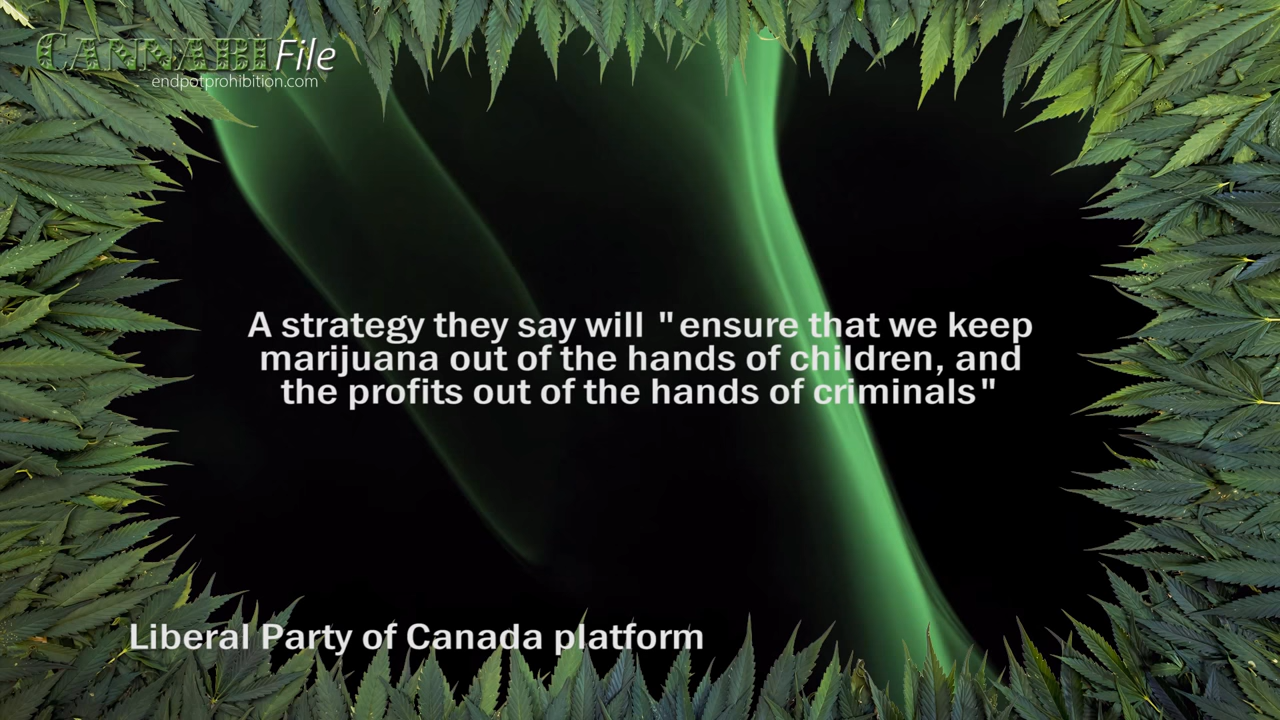 CANNABIFile
endpotprohibition.com
A strategy they say will "ensure that we keep
marijuana out of the hands of children, and
the profits out of the hands of criminals"
Liberal Party of Canada platform